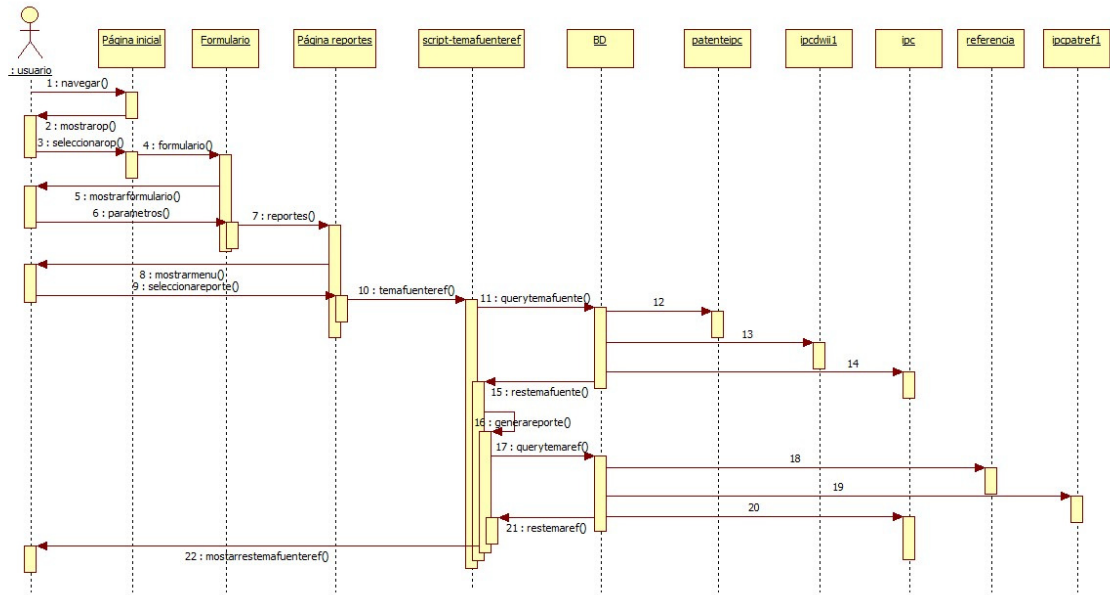 Página inicial
Formulario
Página reportes
script-temafuenteref
BD
patenteipc
ipcdwii1
ipc
referencia
ipcpatref1
: usuario
1 : navegar()
2 : mostrarop()
3 : seleccionarop()
4 : formulario()
5 : mostrarformulario()
6 : parametros()
7 : reportes()
8 : mostrarmenu()
9 : seleccionareporte()
10 : temafuenteref()
11 : querytemafuente()
12
13
14
15 : restemafuente()
16 : generareporte()
17 : querytemaref()
18
19
20
21 : restemaref()
22 : mostarrestemafuenteref()